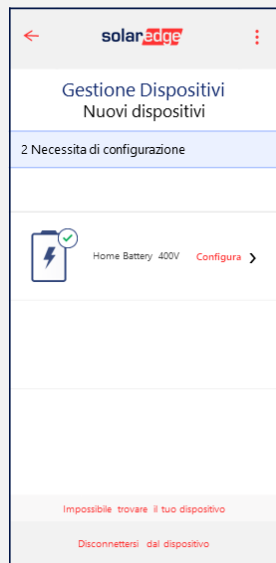 solaredge
Gestione Dispositivi
Nuovi dispositivi
2 Necessita di configurazione
Home Battery 400V Configura
Impossibile trovare il tuo dispositivo
Disconnettersi dal dispositivo